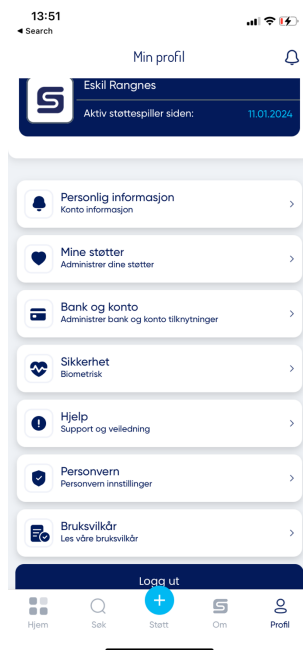 13:51
◀ Search
Min profil
Eskil Rangnes
Aktiv støttespiller siden:
11.01.2024
Personlig informasjon
Konto informasjon
Mine støtter
Administrer dine støtter
Bank og konto
Administrer bank og konto tilknytninger
Sikkerhet
Biometrisk
Hjelp
Support og veiledning
Personvern
Personvern innstillinger
Bruksvilkår
Les våre bruksvilkår
Logg ut
Hjem
Søk
Støtt
Om
Profil